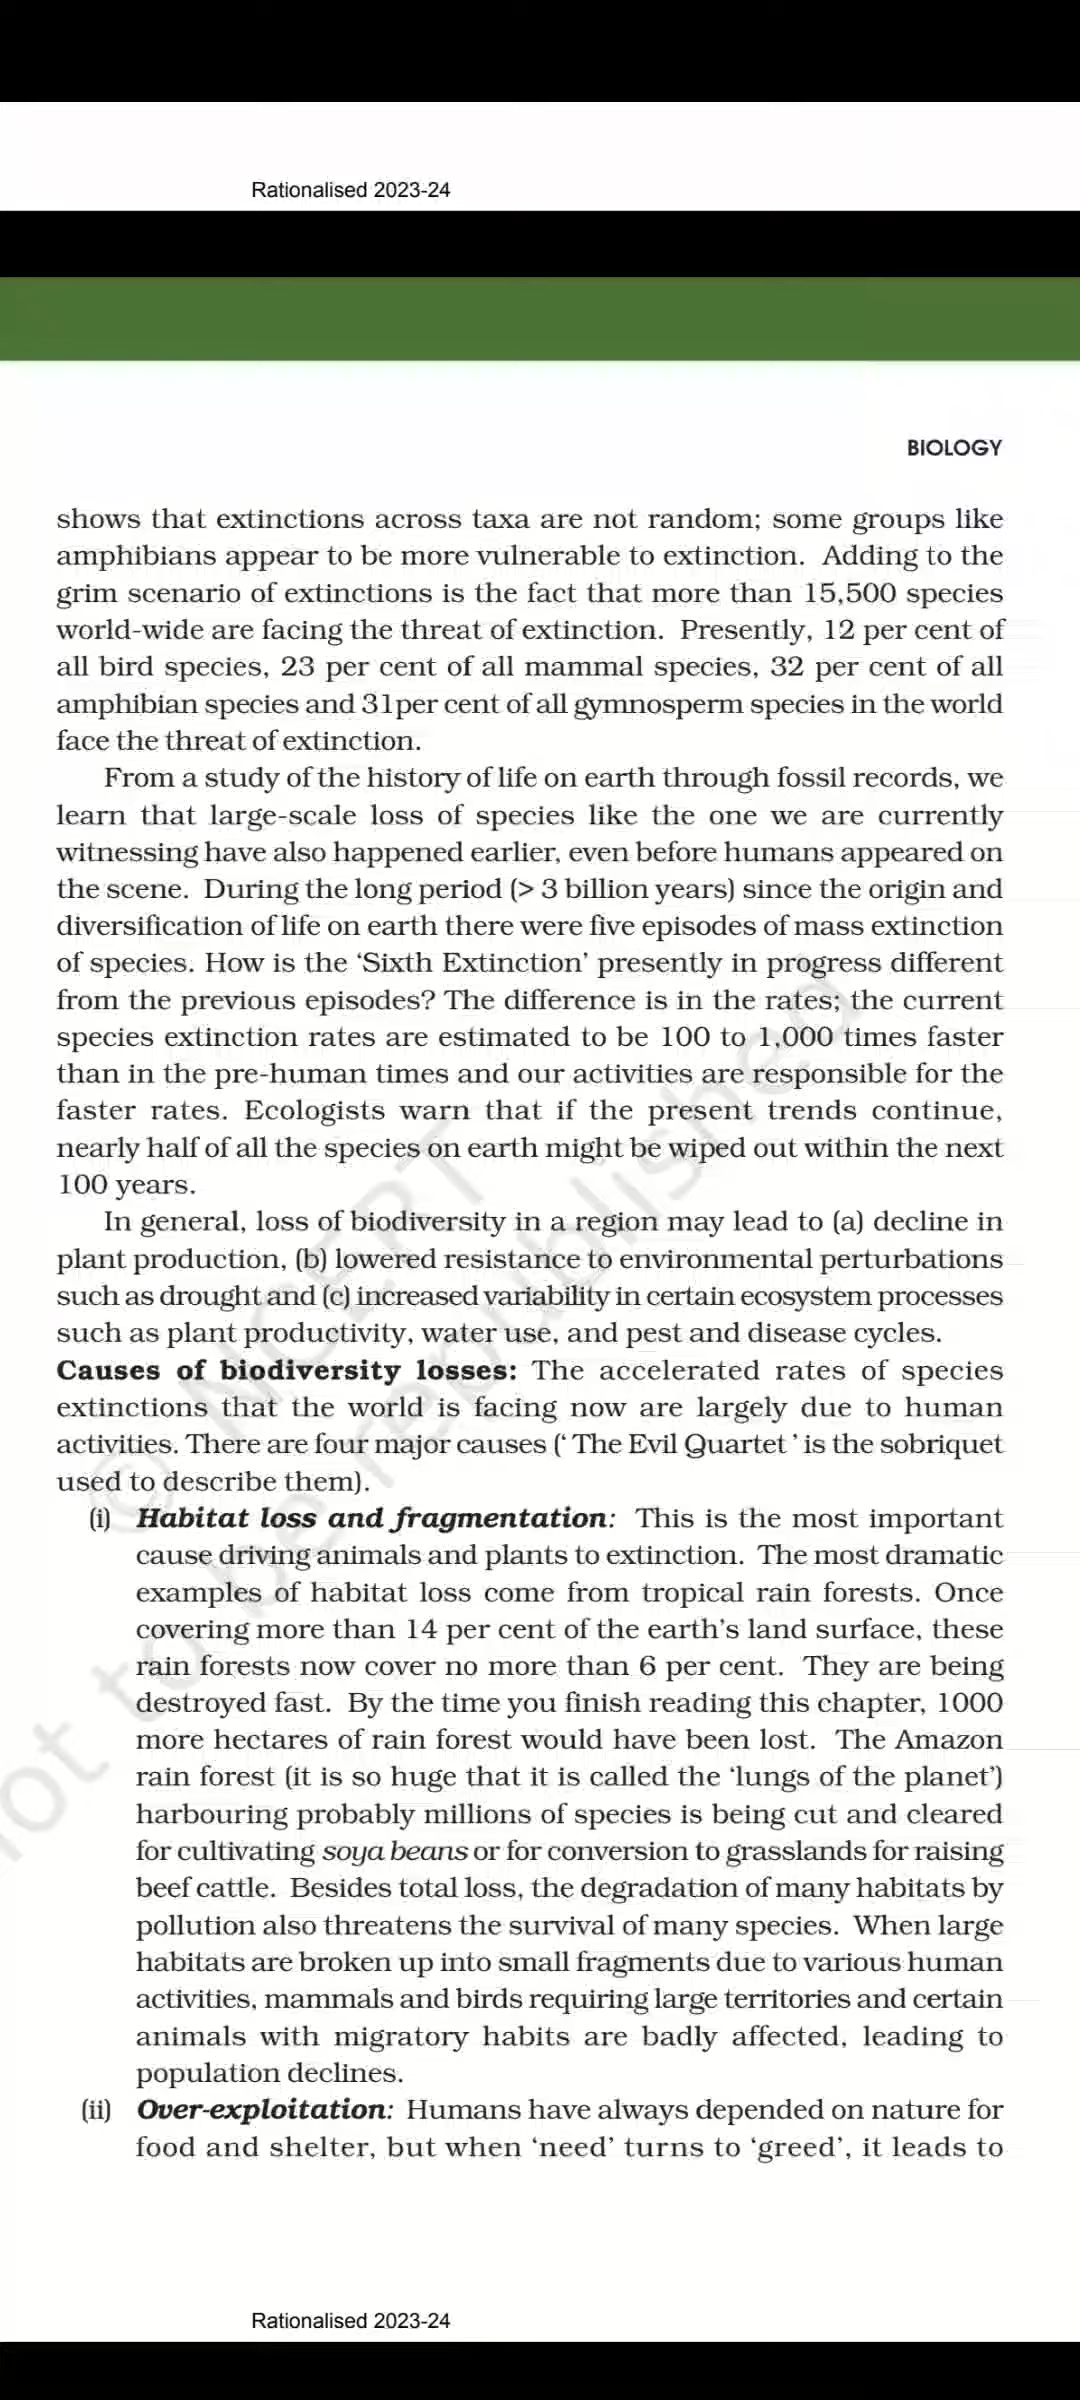 Rationalised 2023-24
BIOLOGY
shows that extinctions across taxa are not random; some groups like
amphibians appear to be more vulnerable to extinction. Adding to the
grim scenario of extinctions is the fact that more than 15,500 species
world-wide are facing the threat of extinction. Presently, 12 per cent of
all bird species, 23 per cent of all mammal species, 32 per cent of all
amphibian species and 31per cent of all gymnosperm species in the world
face the threat of extinction.
From a study of the history of life on earth through fossil records, we
learn that large-scale loss of species like the one we are currently
witnessing have also happened earlier, even before humans appeared on
the scene. During the long period (> 3 billion years) since the origin and
diversification of life on earth there were five episodes of mass extinction
of species. How is the ‘Sixth Extinction’ presently in progress different
from the previous episodes? The difference is in the rates; the current
species extinction rates are estimated to be 100 to 1,000 times faster
than in the pre-human times and our activities are responsible for the
faster rates. Ecologists warn that if the present trends continue,
nearly half of all the species on earth might be wiped out within the next
100 years.
In general, loss of biodiversity in a region may lead to (a) decline in
plant production, (b) lowered resistance to environmental perturbations
such as drought and (c) increased variability in certain ecosystem processes
such as plant productivity, water use, and pest and disease cycles.
Causes of biodiversity losses: The accelerated rates of species
extinctions that the world is facing now are largely due to human
activities. There are four major causes (‘ The Evil Quartet ’ is the sobriquet
used to describe them).
(i) Habitat loss and fragmentation: This is the most important
cause driving animals and plants to extinction. The most dramatic
examples of habitat loss come from tropical rain forests. Once
covering more than 14 per cent of the earth’s land surface, these
rain forests now cover no more than 6 per cent. They are being
destroyed fast. By the time you finish reading this chapter, 1000
more hectares of rain forest would have been lost. The Amazon
rain forest (it is so huge that it is called the ‘lungs of the planet’)
harbouring probably millions of species is being cut and cleared
for cultivating soya beans or for conversion to grasslands for raising
beef cattle. Besides total loss, the degradation of many habitats by
pollution also threatens the survival of many species. When large
habitats are broken up into small fragments due to various human
activities, mammals and birds requiring large territories and certain
animals with migratory habits are badly affected, leading to
population declines.
(ii) Over-exploitation: Humans have always depended on nature for
food and shelter, but when ‘need’ turns to ‘greed’, it leads to
© NCERT
not to be republished
Rationalised 2023-24